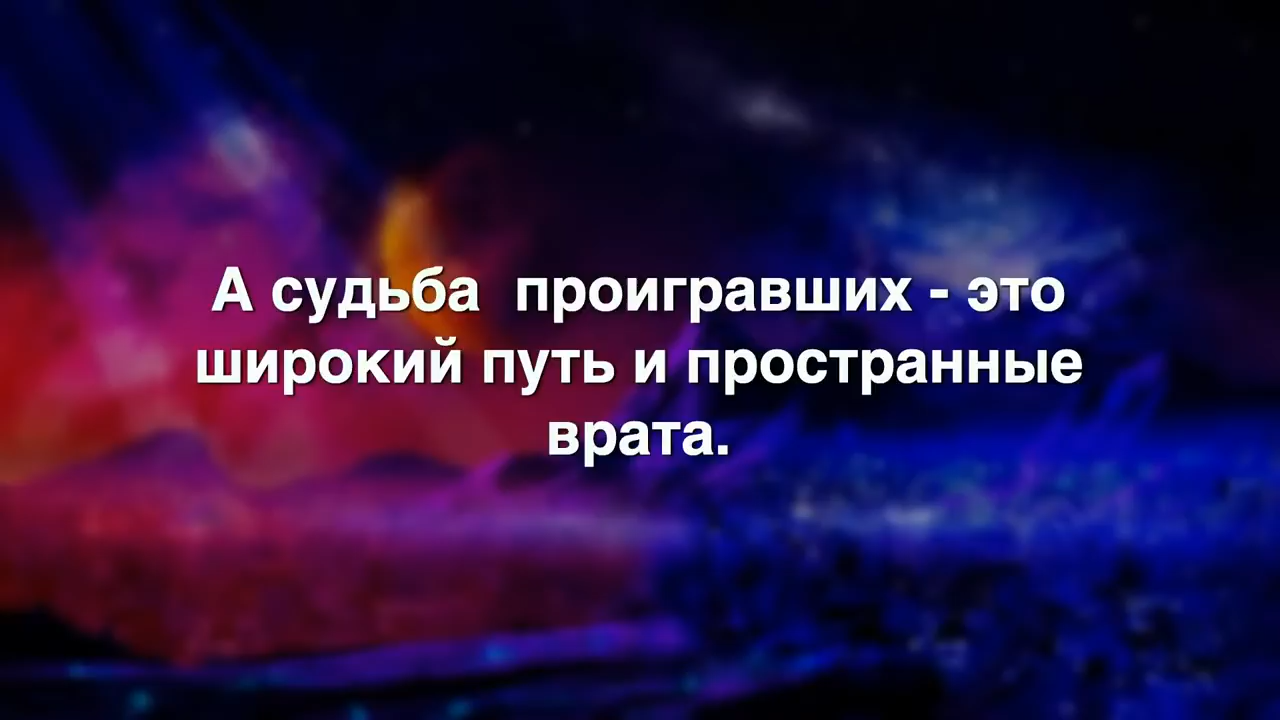 А судьба  проигравших - это
широкий путь и пространные
врата.